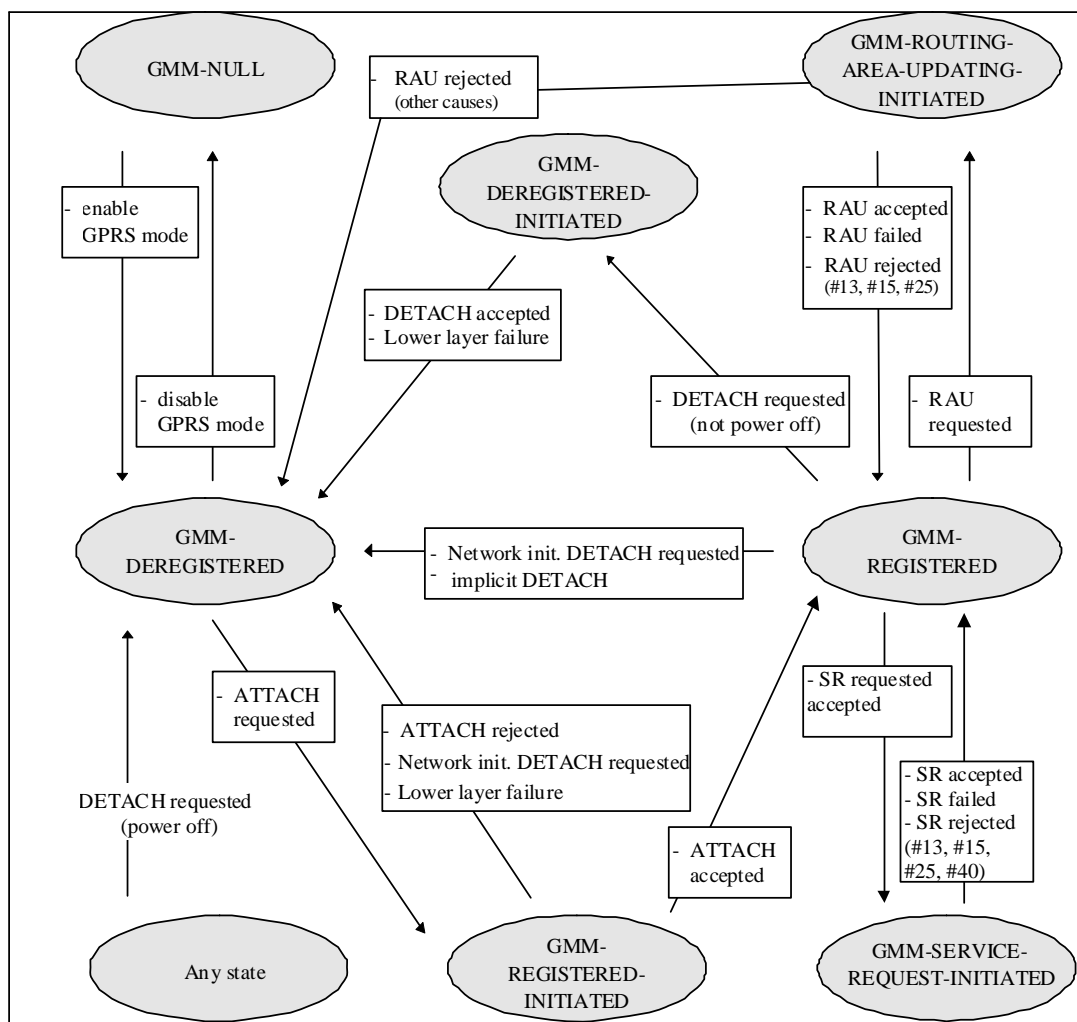 GMM-NULL
GMM-ROUTING-
AREA-UPDATING-
INITIATED
- RAU rejected
(other causes)
GMM-
DEREGISTERED-
INITIATED
- enable
GPRS mode
- RAU accepted
- RAU failed
- RAU rejected
(#13, #15, #25)
- DETACH accepted
- Lower layer failure
- disable
GPRS mode
- DETACH requested
(not power off)
- RAU
requested
GMM-
DEREGISTERED
- Network init. DETACH requested
- implicit DETACH
GMM-
REGISTERED
- ATTACH
requested
- ATTACH rejected
- Network init. DETACH requested
- Lower layer failure
- SR requested
accepted
DETACH requested
(power off)
- ATTACH
accepted
- SR accepted
- SR failed
- SR rejected
(#13, #15,
#25, #40)
Any state
GMM-
REGISTERED-
INITIATED
GMM-SERVICE-
REQUEST-INITIATED